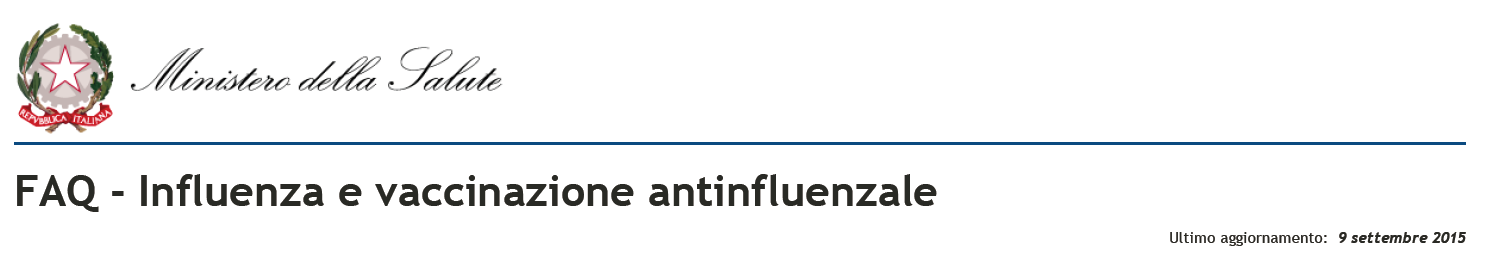 REPVBBLICA ITALIANA
Ministero della Salute
FAQ - Influenza e vaccinazione antinfluenzale
Ultimo aggiornamento: 9 settembre 2015